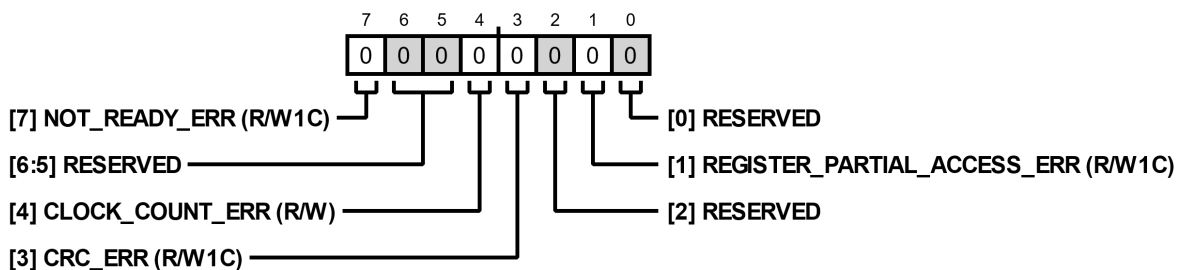 7 6 5 4 3 2 1 0
0 0 0 0 0 0 0 0
[7] NOT_READY_ERR (R/W1C)
[6:5] RESERVED
[4] CLOCK_COUNT_ERR (R/W)
[3] CRC_ERR (R/W1C)
[0] RESERVED
[1] REGISTER_PARTIAL_ACCESS_ERR (R/W1C)
[2] RESERVED